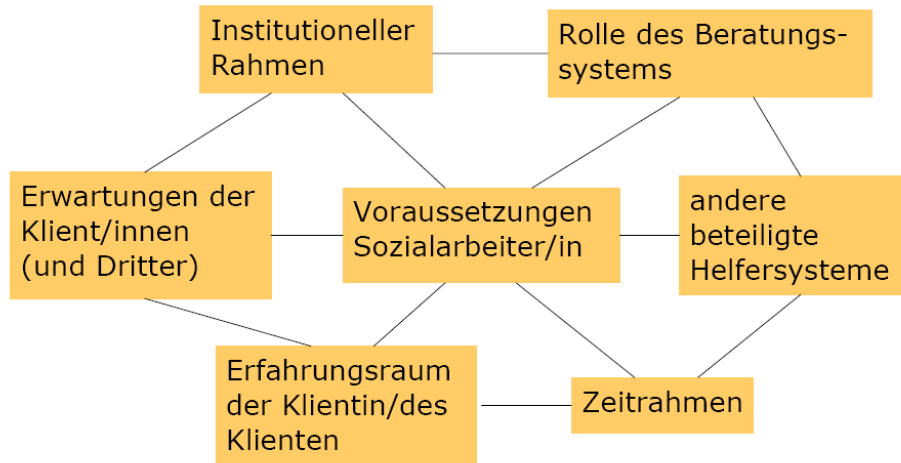 Institutioneller
Rahmen
Rolle des Beratungs-
systems
Erwartungen der
Klient/innen
(und Dritter)
Voraussetzungen
Sozialarbeiter/in
andere
beteiligte
Helfersysteme
Erfahrungsraum
der Klientin/des
Klienten
Zeitrahmen